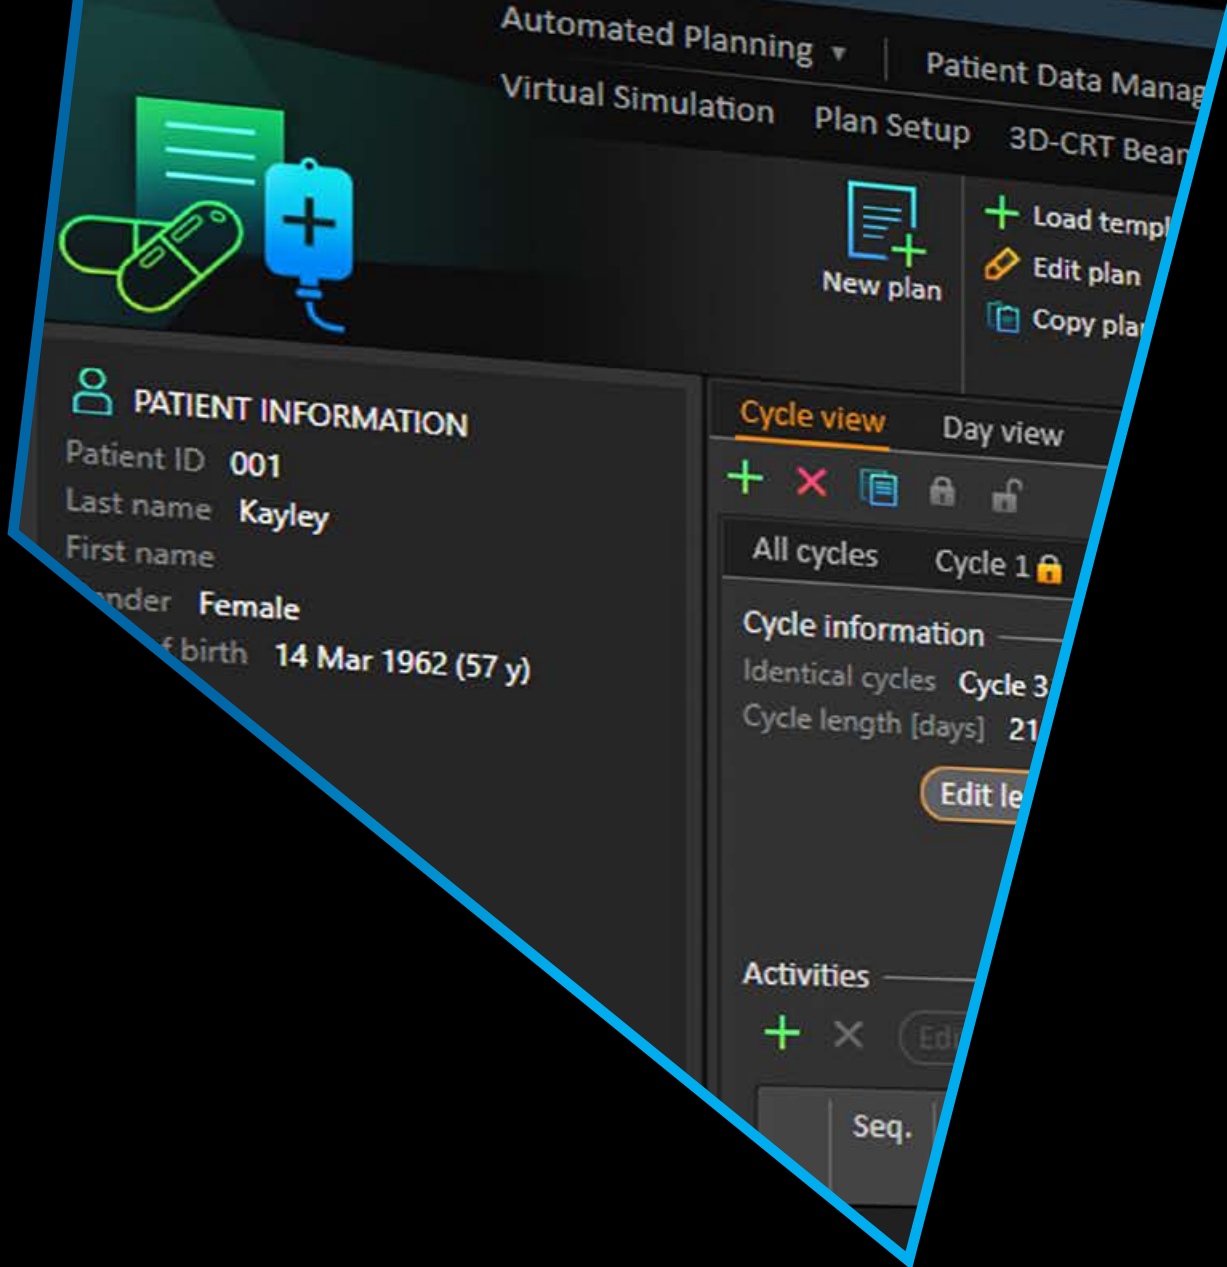 Automated Planning
Patient Data Manag
Virtual Simulation Plan Setup 3D-CRT Bear
New plan
Load templ
Edit plan
Copy pla
PATIENT INFORMATION
Patient ID 001
Last name Kayley
First name
nder Female
f birth 14 Mar 1962 (57 y)
Cycle view Day view
All cycles Cycle 1
Cycle information
Identical cycles Cycle 3
Cycle length [days] 21
Edit le
Activities
Edi
Seq.